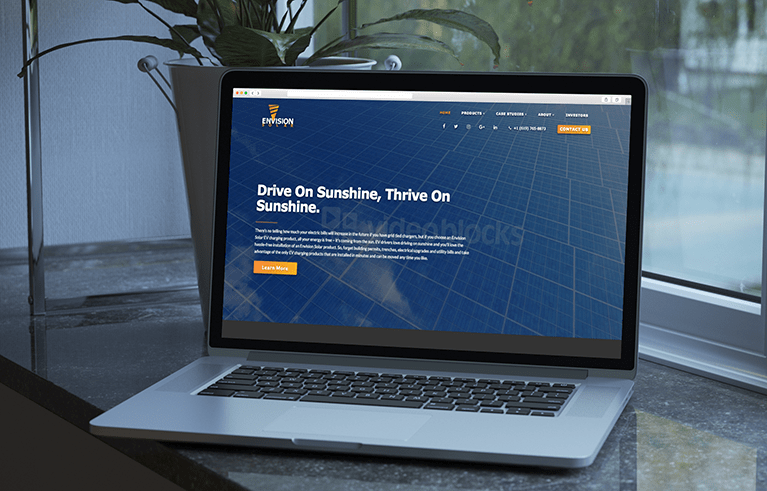 ENVISION
SOLAR
HOME PRODUCTS CASE STUDIES ABOUT INVESTORS
+1 (858) 799-4583
CONTACT US
Drive On Sunshine, Thrive On
Sunshine.
There's no telling how much your electric bills will increase in the future if you have grid tied chargers, but if you choose an Envision
Solar EV charging product, all your energy is free – it's coming from the sun. EV drivers love driving on sunshine and you'll love the
hassle-free installation of an Envision Solar product. So, forget building permits, trenches, electrical upgrades and utility bills and take
advantage of the only EV charging products that are installed in minutes and can be moved any time you like.
Learn More